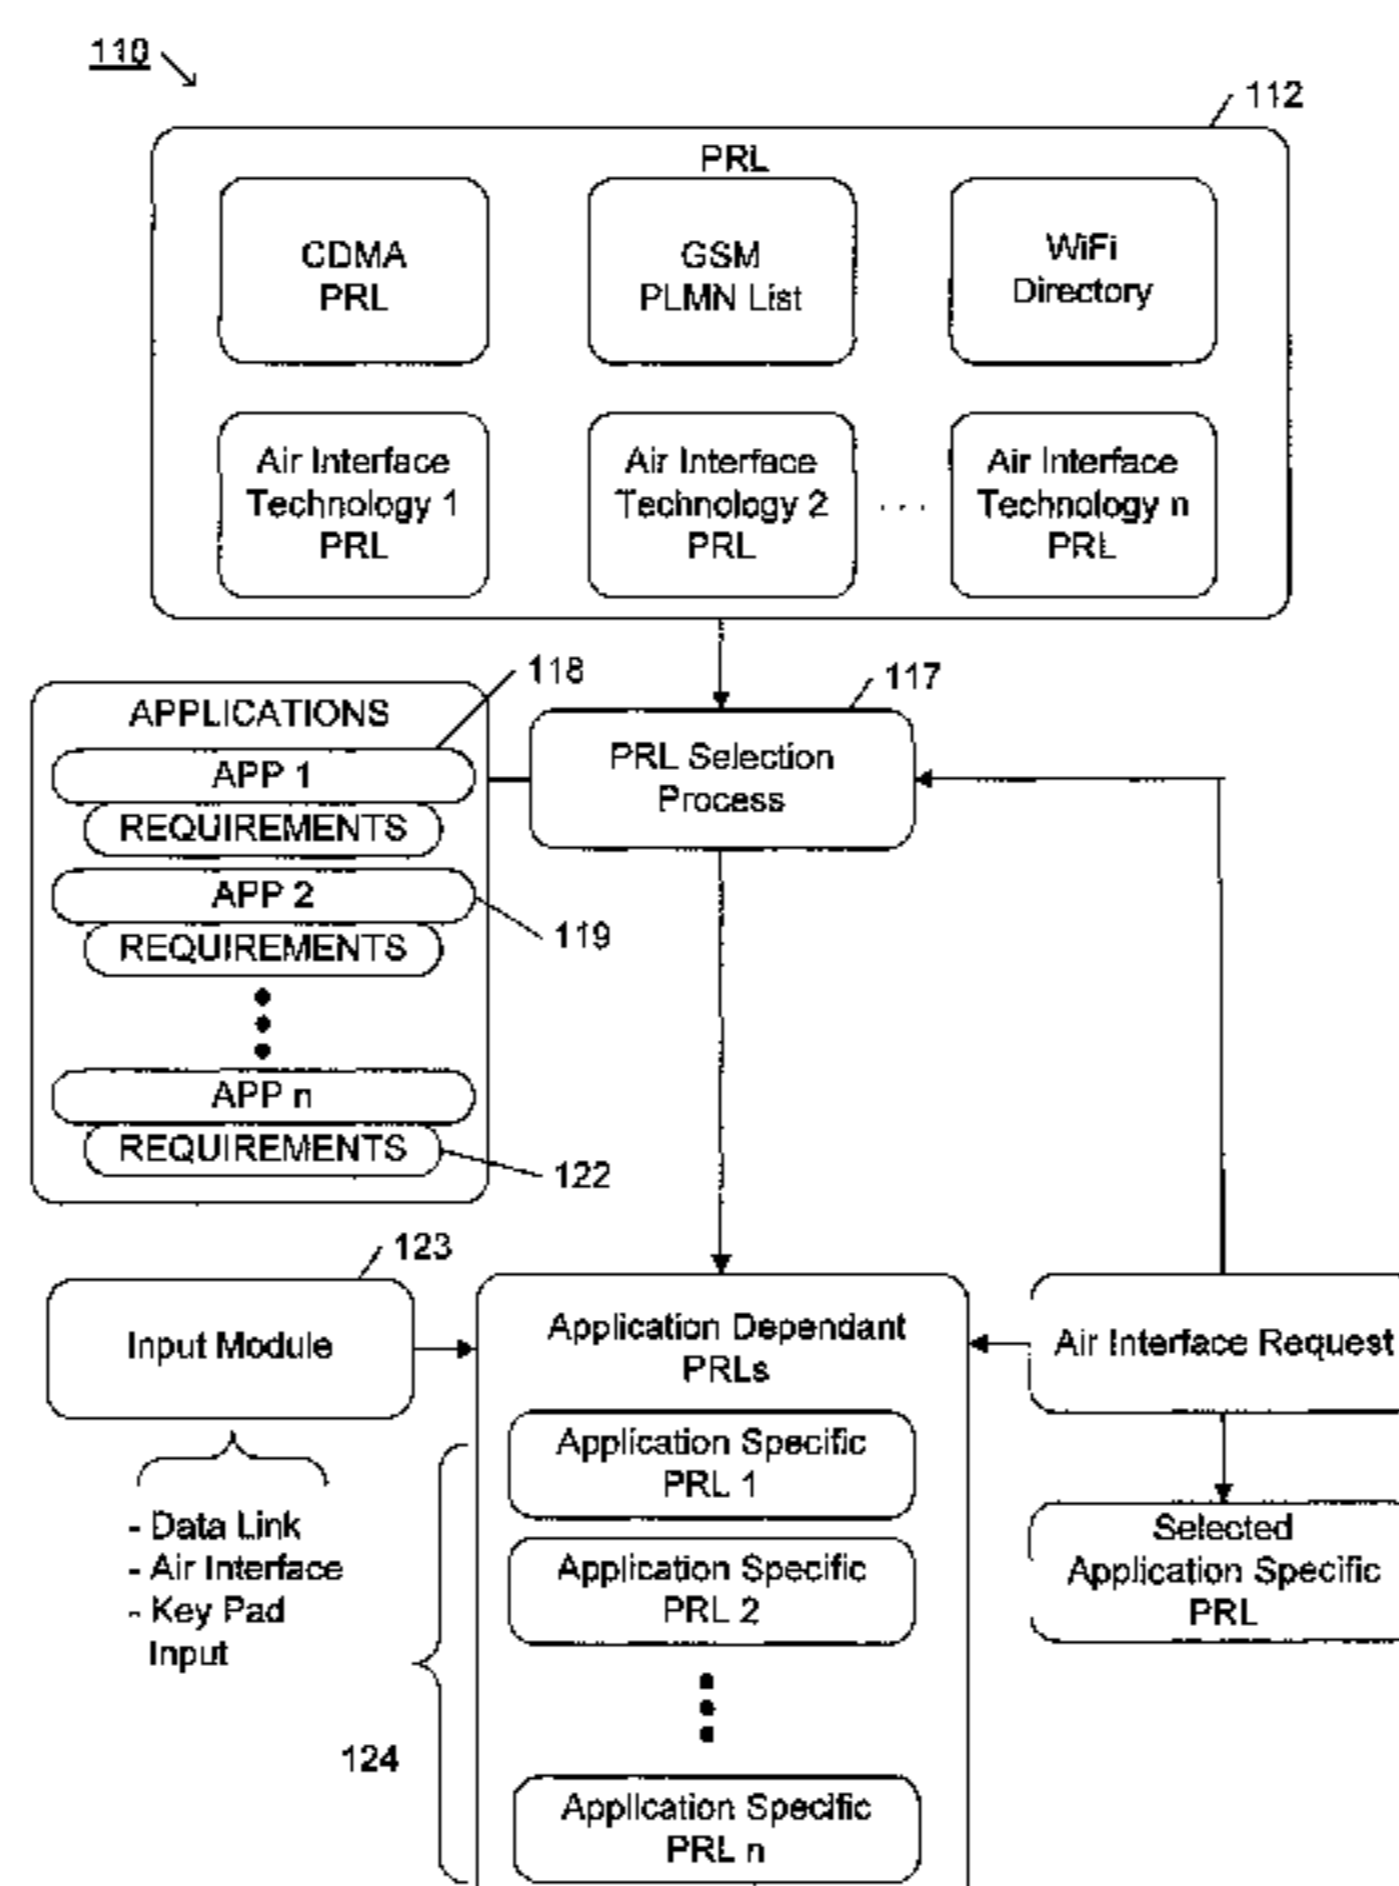 110
112
PRL
CDMA
PRL
GSM
PLMN List
WiFi
Directory
Air Interface
Technology 1
PRL
Air Interface
Technology 2
PRL
. . .
Air Interface
Technology n
PRL
118
117
APPLICATIONS
APP 1
REQUIREMENTS
APP 2
REQUIREMENTS
119
APP n
REQUIREMENTS
122
PRL Selection
Process
123
Input Module
- Data Link
- Air Interface
- Key Pad
Input
124
Application Dependant
PRLs
Application Specific
PRL 1
Application Specific
PRL 2
Application Specific
PRL n
Air Interface Request
Selected
Application Specific
PRL